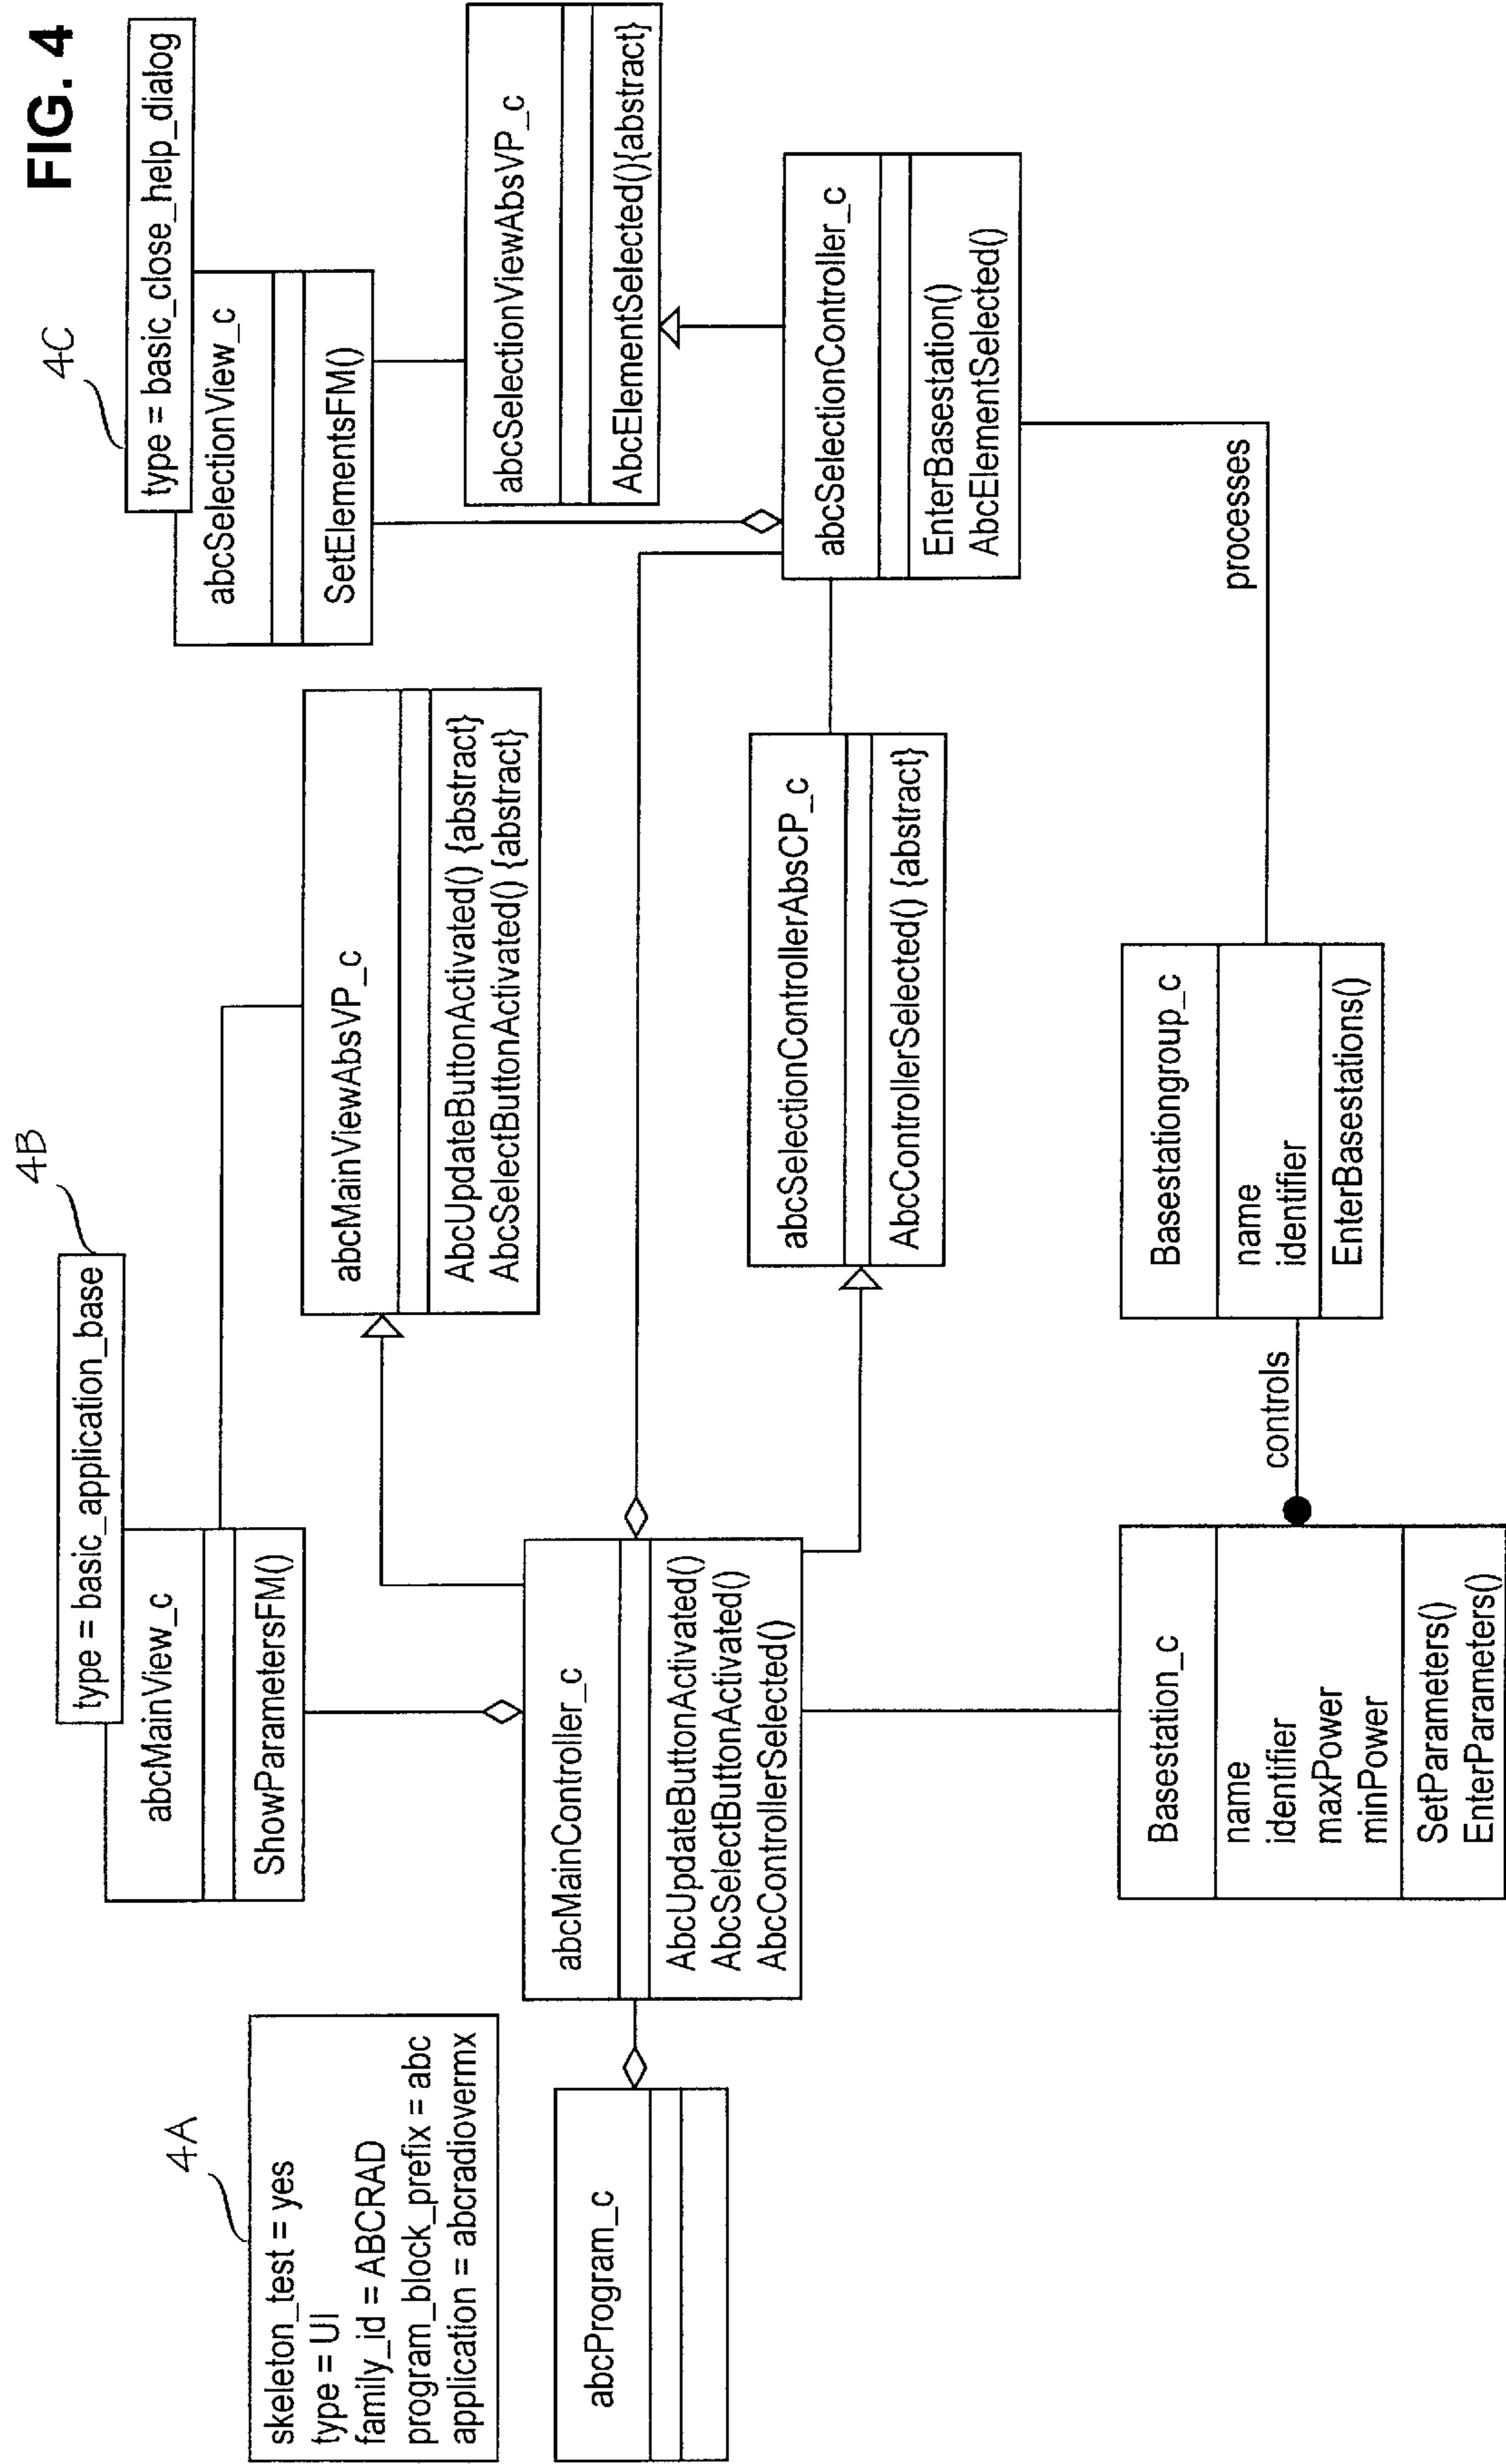 FIG. 4
4A
skeleton_test = yes
type = UI
family_id = ABCRAD
program_block_prefix = abc
application = abcradiovermx
abcProgram_c
4B
type = basic_application_base
abcMainView_c
ShowParametersFM()
abcMainController_c
AbcUpdateButtonActivated()
AbcSelectButtonActivated()
AbcControllerSelected()
Basestation_c
name
identifier
maxPower
minPower
SetParameters()
EnterParameters()
controls
abcMainViewAbsVP_c
AbcUpdateButtonActivated() {abstract}
AbcSelectButtonActivated() {abstract}
abcSelectionControllerAbsCP_c
AbcControllerSelected() {abstract}
Basestationgroup_c
name
identifier
EnterBasestations()
processes
4C
type = basic_close_help_dialog
abcSelectionView_c
SetElementsFM()
abcSelectionViewAbsVP_c
AbcElementSelected(){abstract}
abcSelectionController_c
EnterBasestation()
AbcElementSelected()